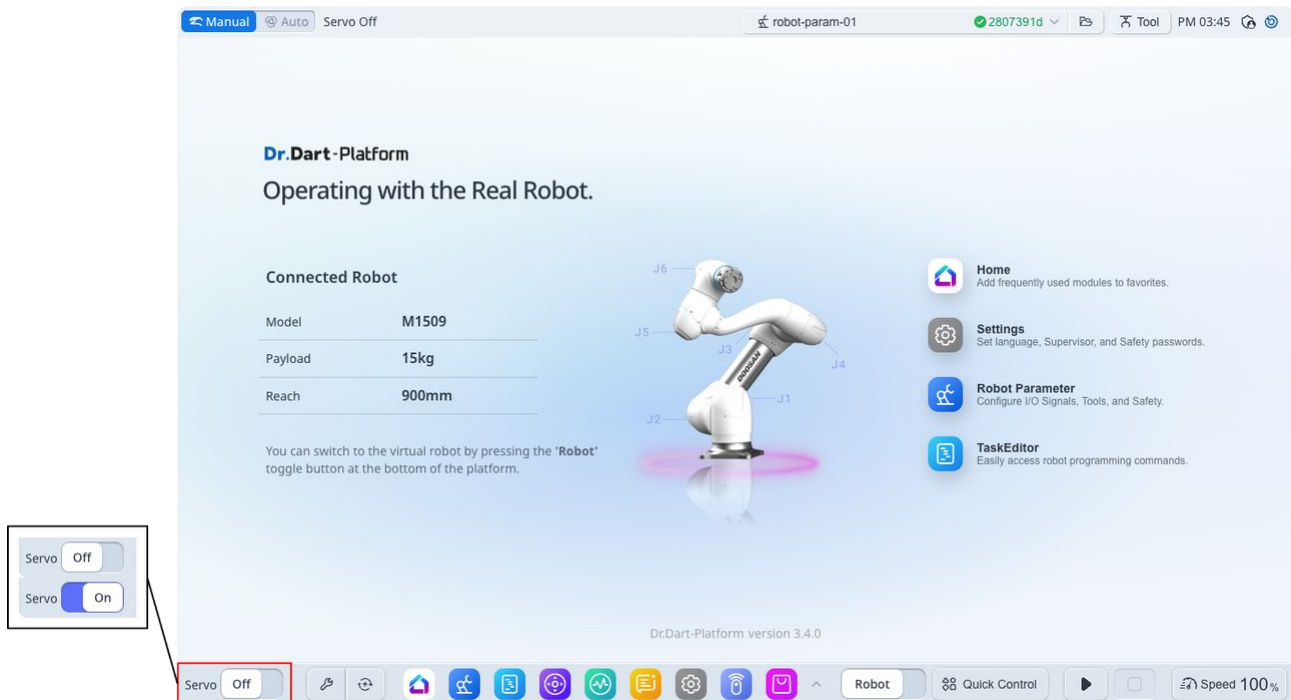 Manual Auto Servo Off robot-param-01 2807391d Tool PM 03:45
Dr.Dart-Platform
Operating with the Real Robot.
Connected Robot
Model M1509
Payload 15kg
Reach 900mm
You can switch to the virtual robot by pressing the 'Robot'
toggle button at the bottom of the platform.
J6
J5
J3
J4
J1
J2
DOOSAN
Home
Add frequently used modules to favorites.
Settings
Set language, Supervisor, and Safety passwords.
Robot Parameter
Configure I/O Signals, Tools, and Safety.
TaskEditor
Easily access robot programming commands.
Servo Off
Servo On
Dr.Dart-Platform version 3.4.0
Servo Off Robot Quick Control Speed 100%